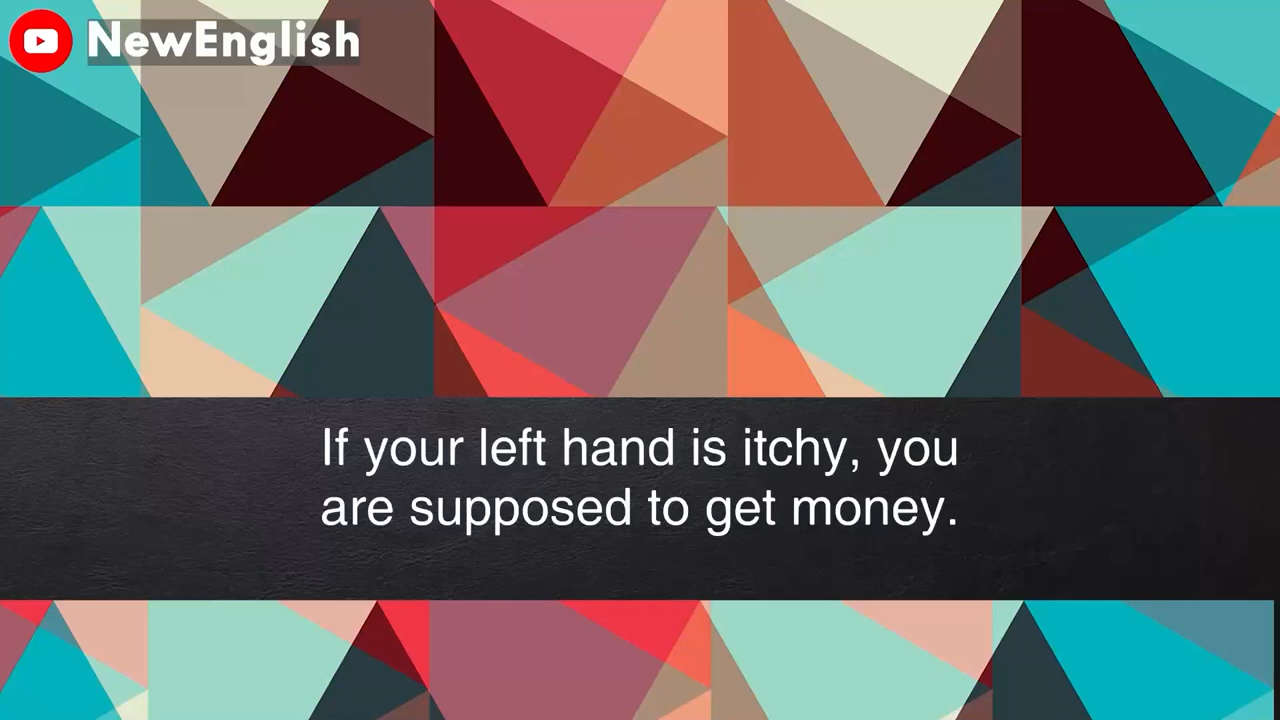 NewEnglish
If your left hand is itchy, you
are supposed to get money.